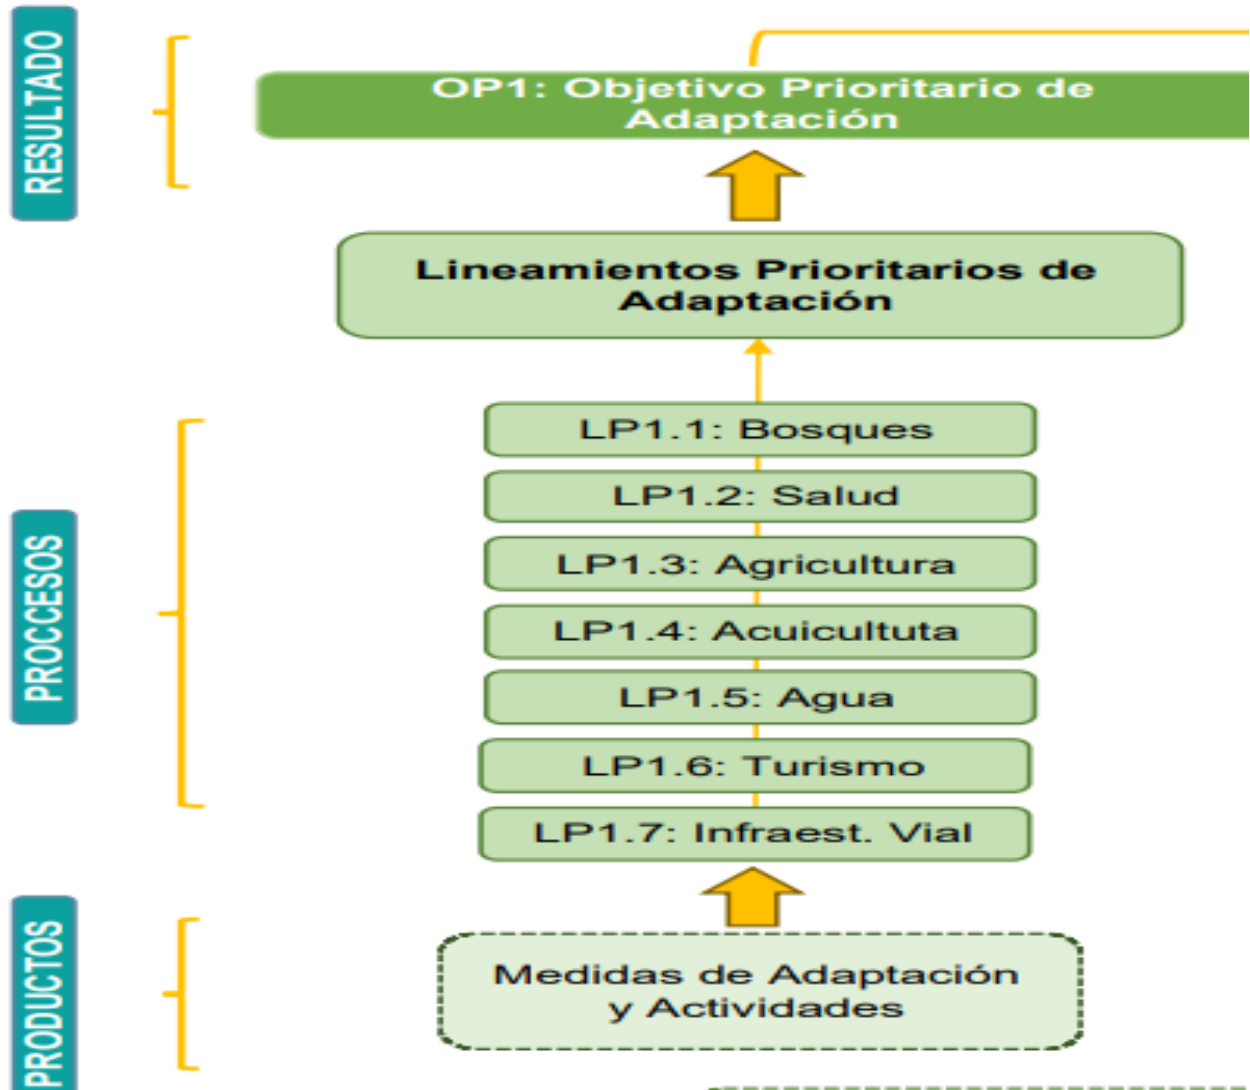 RESULTADO
OP1: Objetivo Prioritario de
Adaptación
Lineamientos Prioritarios de
Adaptación
PROCCESOS
LP1.1: Bosques
LP1.2: Salud
LP1.3: Agricultura
LP1.4: Acuicultuta
LP1.5: Agua
LP1.6: Turismo
LP1.7: Infraest. Vial
PRODUCTOS
Medidas de Adaptación
y Actividades